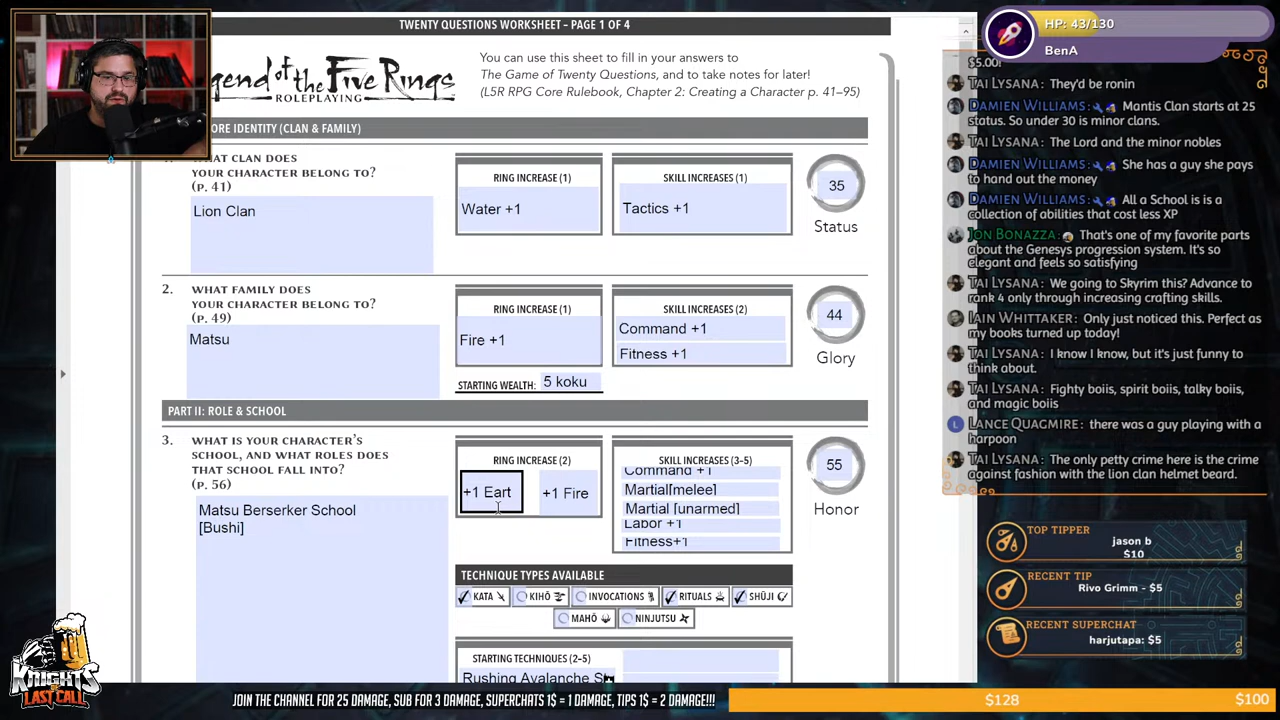 TWENTY QUESTIONS WORKSHEET – PAGE 1 OF 4
Legend of the Five Rings
ROLEPLAYING
You can use this sheet to fill in your answers to
The Game of Twenty Questions, and to take notes for later!
(L5R RPG Core Rulebook, Chapter 2: Creating a Character p. 41–95)
ORE IDENTITY (CLAN & FAMILY)
WHAT CLAN DOES
YOUR CHARACTER BELONG TO?
(P. 41)
Lion Clan
RING INCREASE (1)
Water +1
SKILL INCREASES (1)
Tactics +1
35
Status
2. WHAT FAMILY DOES
YOUR CHARACTER BELONG TO?
(P. 49)
Matsu
RING INCREASE (1)
Fire +1
STARTING WEALTH: 5 koku
SKILL INCREASES (2)
Command +1
Fitness +1
44
Glory
PART II: ROLE & SCHOOL
3. WHAT IS YOUR CHARACTER'S
SCHOOL, AND WHAT ROLES DOES
THAT SCHOOL FALL INTO?
(P. 56)
Matsu Berserker School
[Bushi]
RING INCREASE (2)
+1 Eart
+1 Fire
SKILL INCREASES (3–5)
Command +1
Martial[melee]
Martial [unarmed)
Labor +1
Fitness+1
55
Honor
TECHNIQUE TYPES AVAILABLE
KATA KIHŌ INVOCATIONS RITUALS SHŪJI
MAHŌ NINJUTSU
STARTING TECHNIQUES (2–5)
Rushing Avalanche S
HP: 43/130
BenA
$5.00!
TAI LYSANA: They'd be ronin
DAMIEN WILLIAMS: Mantis Clan starts at 25
status. So under 30 is minor clans.
TAI LYSANA: The Lord and the minor nobles
DAMIEN WILLIAMS: She has a guy she pays
to hand out the money
DAMIEN WILLIAMS: All a School is is a
collection of abilities that cost less XP
JON BONAZZA: That's one of my favorite parts
about the Genesys progression system. It's so
elegant and feels so satisfying
TAI LYSANA: We going to Skyrim this? Advance to
rank 4 only through increasing crafting skills.
IAIN WHITTAKER: Only just noticed this. Perfect as
my books turned up today!
TAI LYSANA: I know I know, but it's just funny to
think about.
TAI LYSANA: Fighty boiis, spirit boiis, talky boiis,
and magic boiis
L LANCE QUAGMIRE: there was a guy playing with a
harpoon
TAI LYSANA: The only petty crime here is the crime
against fashion with the lion clan helmet beard.
TOP TIPPER
jason b
$10
RECENT TIP
Rivo Grimm - $5
RECENT SUPERCHAT
harjutapa: $5
KNIGHTS
LAST CALL
JOIN THE CHANNEL FOR 25 DAMAGE, SUB FOR 3 DAMAGE, SUPERCHATS 1$ = 1 DAMAGE, TIPS 1$ = 2 DAMAGE!!!
$128
$100